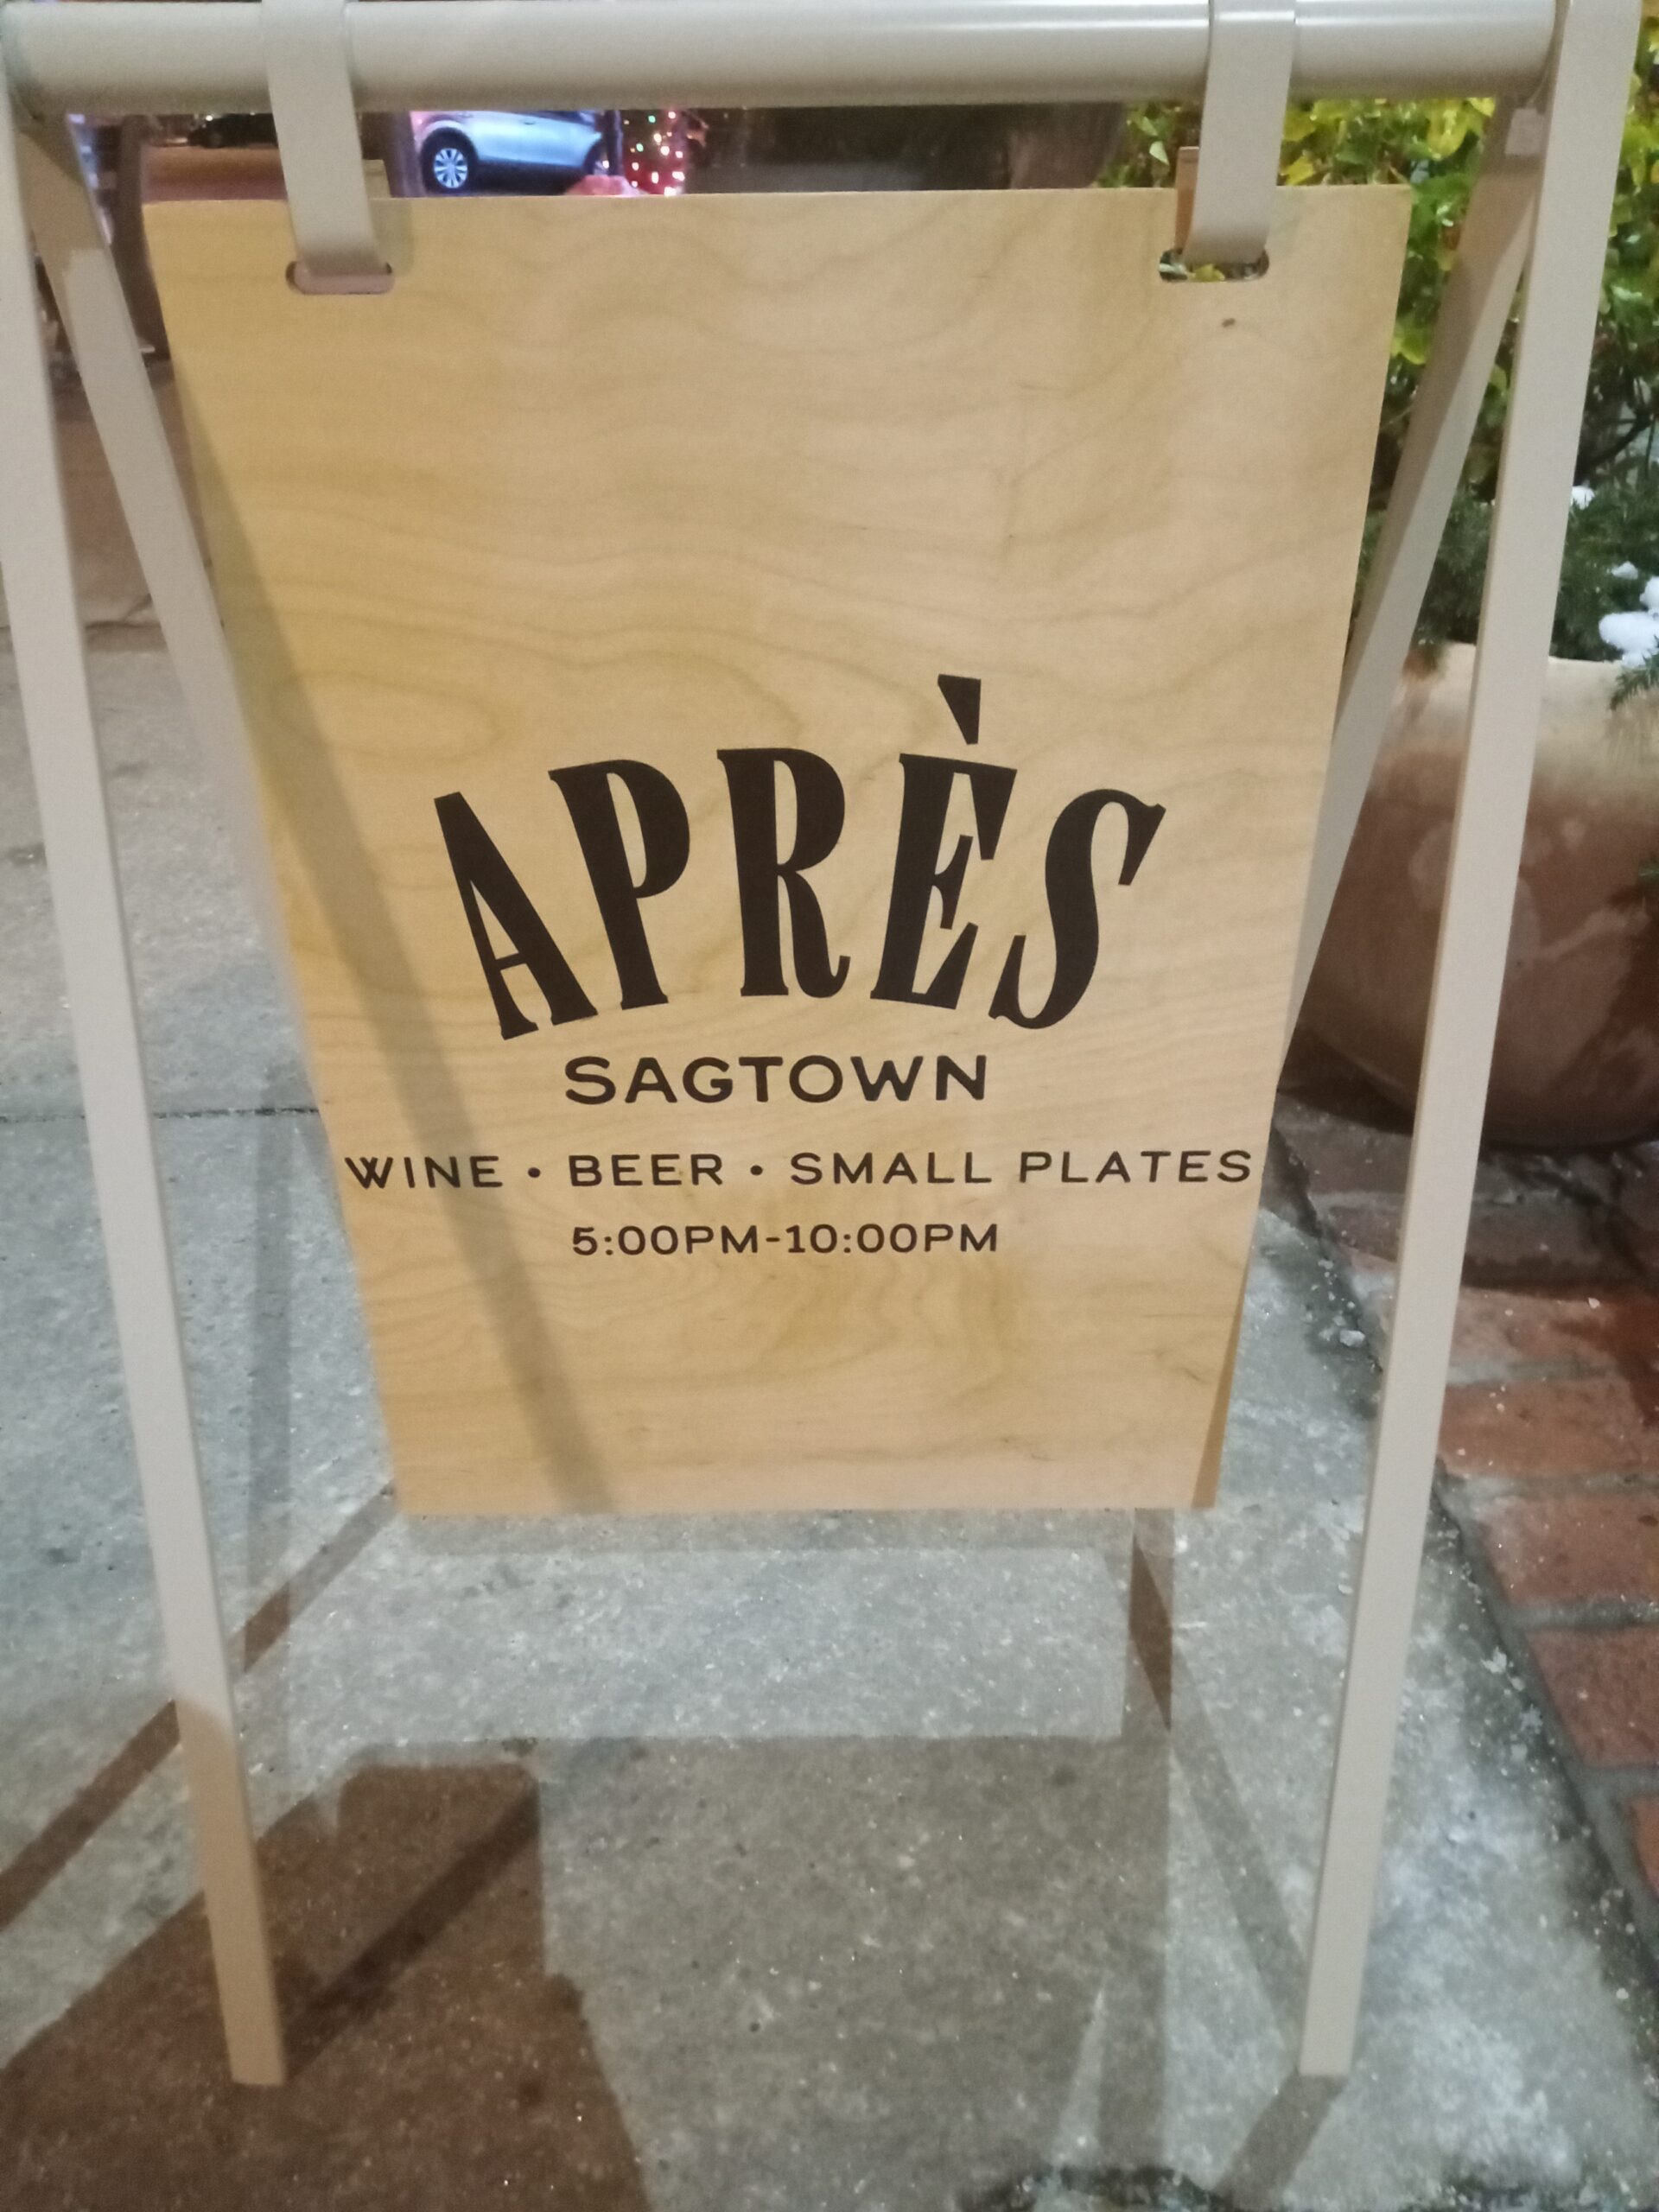 APRÈS
SAGTOWN
WINE • BEER • SMALL PLATES
5:00PM-10:00PM